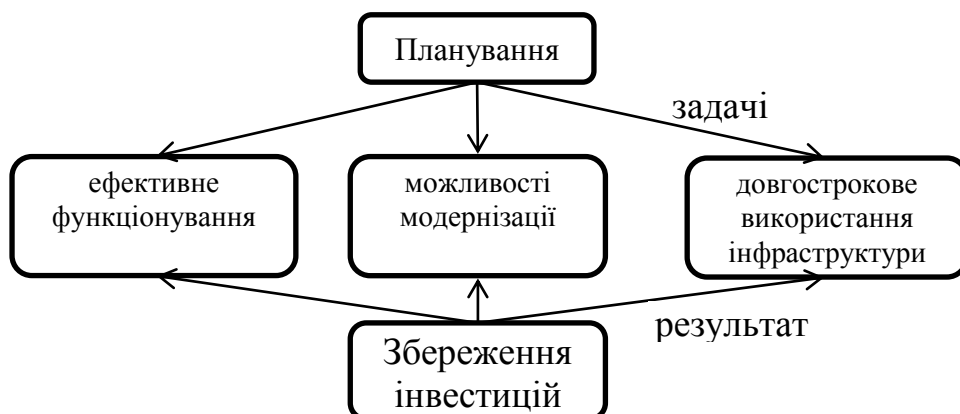 Планування
задачі
ефективне
функціонування
можливості
модернізації
довгострокове
використання
інфраструктури
результат
Збереження
інвестицій